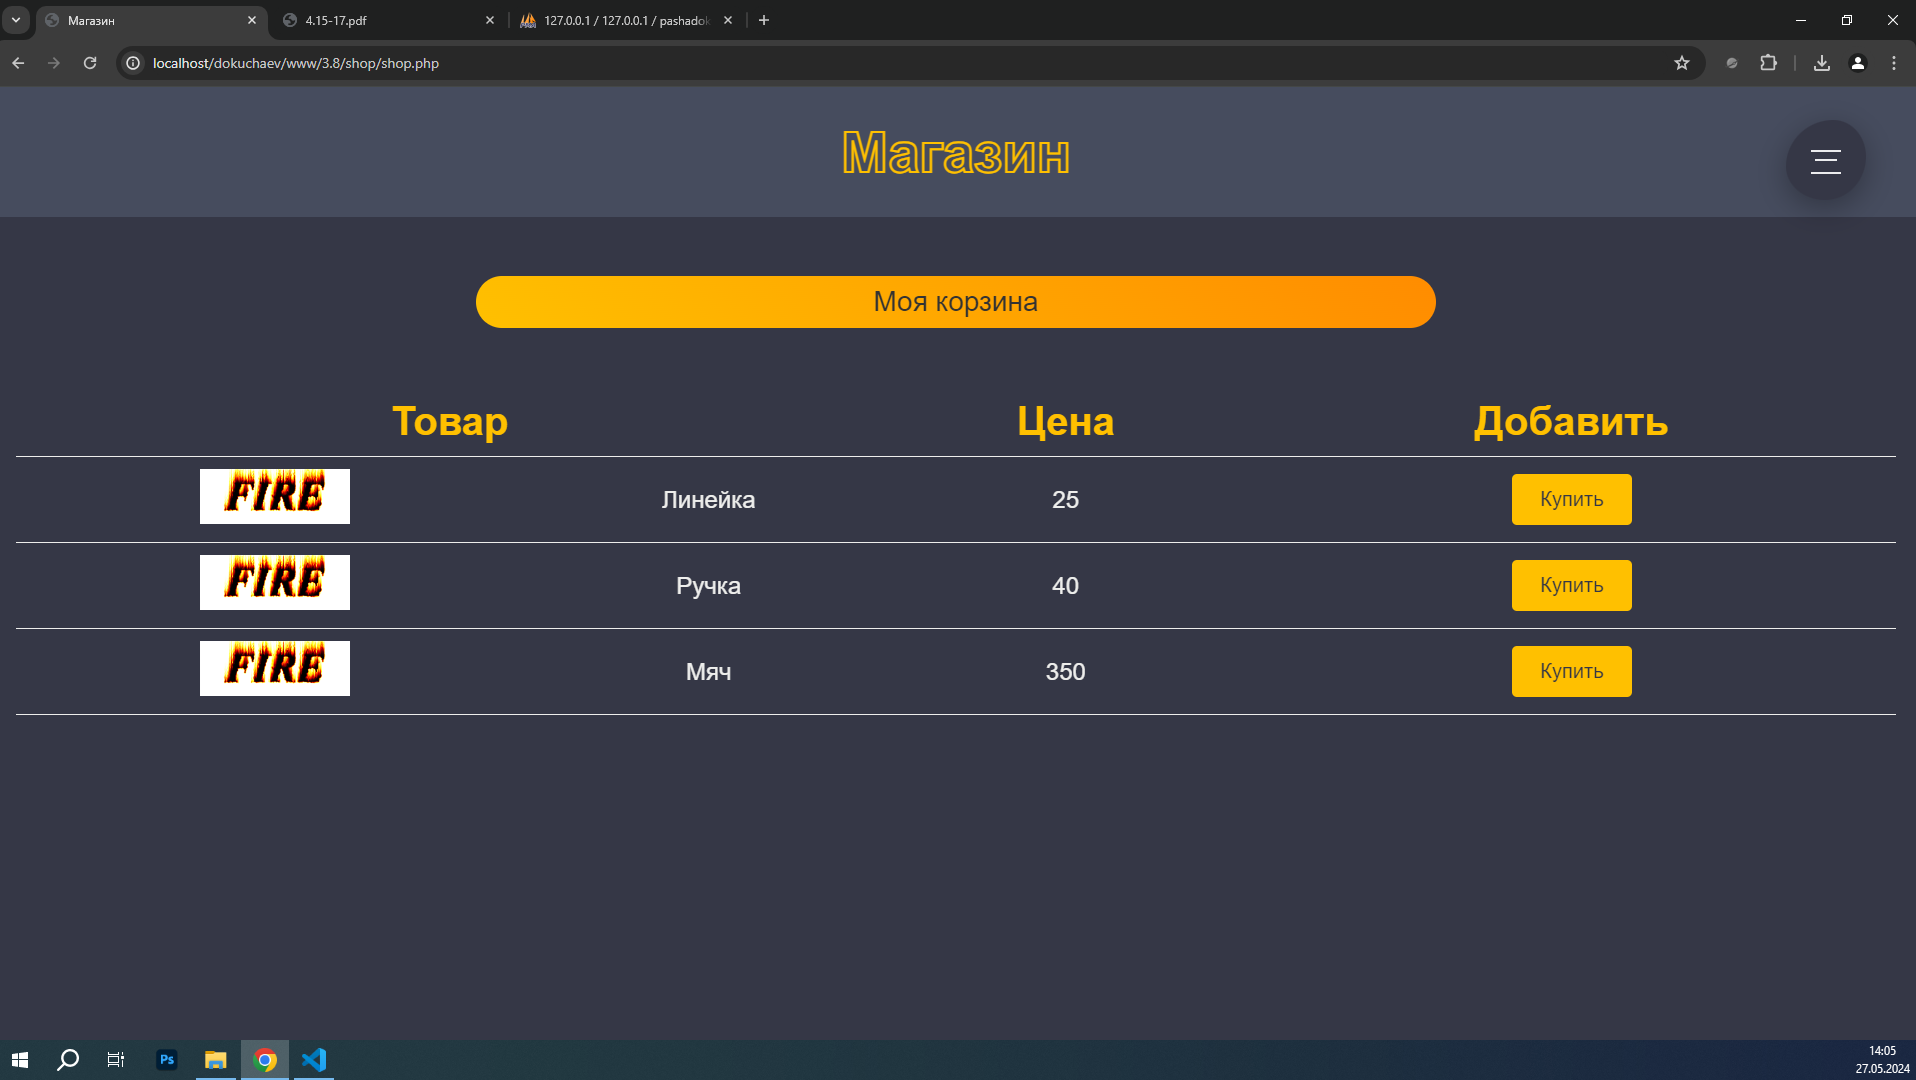 Магазин
4.15-17.pdf
127.0.0.1 / 127.0.0.1 / pashadok
localhost/dokuchaev/www/3.8/shop/shop.php
Магазин
Моя корзина
Товар Цена Добавить
FIRE Линейка 25 Купить
FIRE Ручка 40 Купить
FIRE Мяч 350 Купить
Ps
14:05
27.05.2024